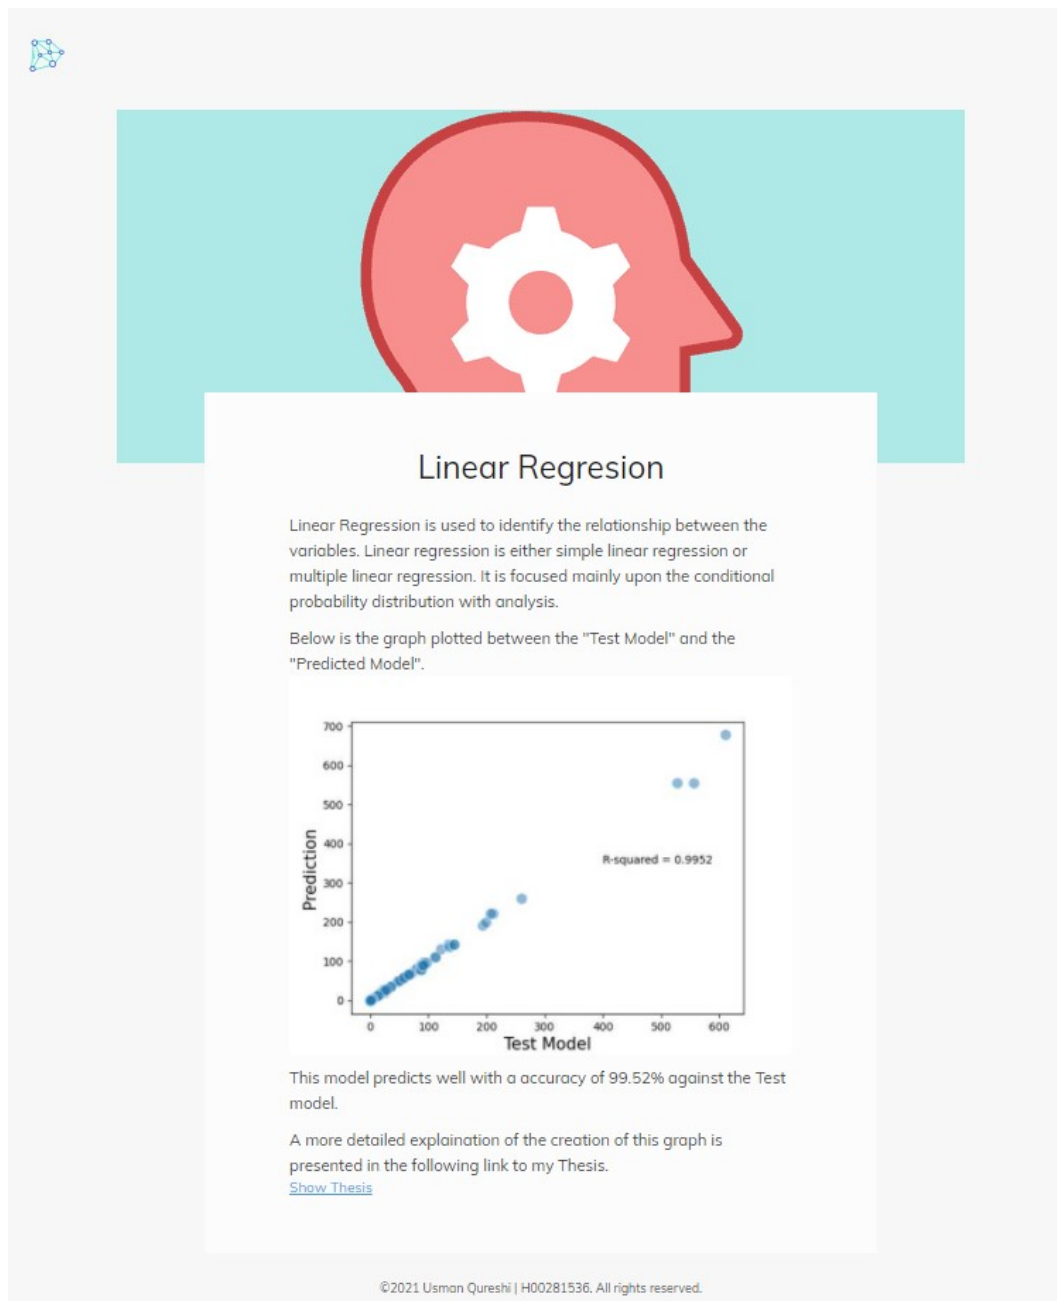 Linear Regresion
Linear Regression is used to identify the relationship between the
variables. Linear regression is either simple linear regression or
multiple linear regression. It is focused mainly upon the conditional
probability distribution with analysis.
Below is the graph plotted between the "Test Model" and the
"Predicted Model".
700
600
500
400
300
200
100
0
Prediction
R-squared = 0.9952
0 100 200 300 400 500 600
Test Model
This model predicts well with a accuracy of 99.52% against the Test
model.
A more detailed explaination of the creation of this graph is
presented in the following link to my Thesis.
Show Thesis
©2021 Usman Qureshi | H00281536. All rights reserved.